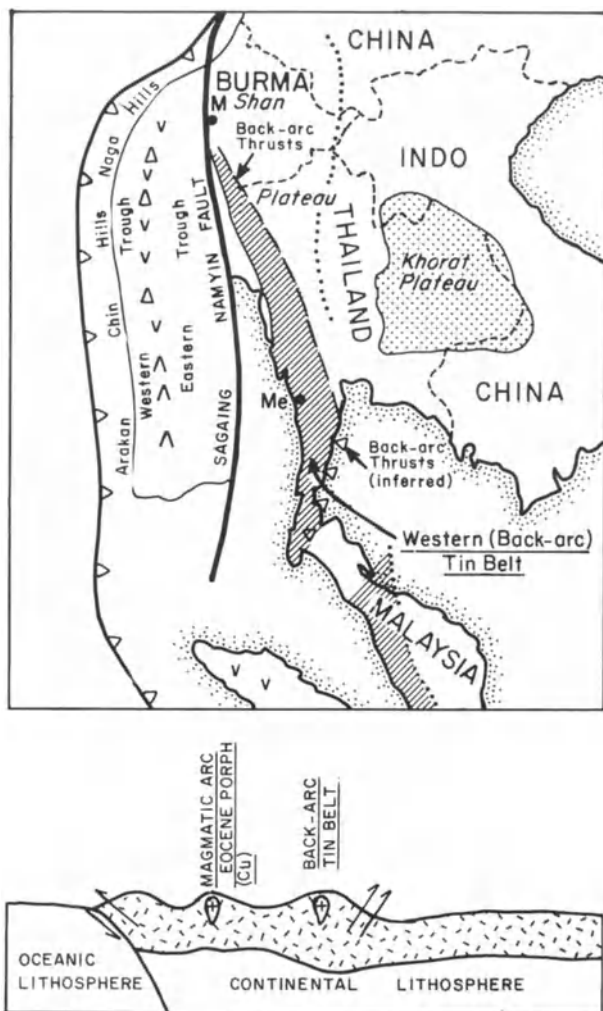 CHINA
BURMA
M Shan
Back-arc
Thrusts
Plateau
INDO
THAILAND
Khorat
Plateau
CHINA
Naga Hills
Chin Hills
Arakan
Western Trough
Eastern Trough
SAGAING NAMYIN FAULT
Me
Back-arc
Thrusts
(inferred)
Western (Back-arc)
Tin Belt
MALAYSIA
MAGMATIC ARC
EOCENE PORPH
(Cu)
BACK-ARC
TIN BELT
OCEANIC
LITHOSPHERE
CONTINENTAL LITHOSPHERE